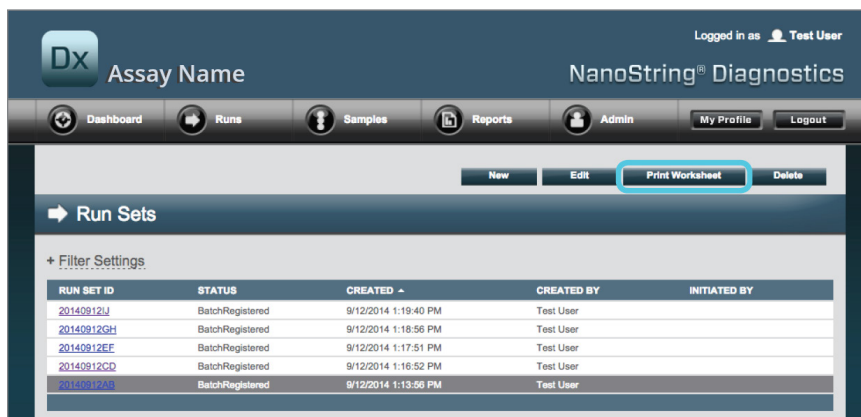 Logged in as Test User
Dx Assay Name
NanoString® Diagnostics
Dashboard Runs Samples Reports Admin My Profile Logout
New Edit Print Worksheet Delete
Run Sets
+ Filter Settings
RUN SET ID STATUS CREATED CREATED BY INITIATED BY
20140912IJ BatchRegistered 9/12/2014 1:19:40 PM Test User
20140912GH BatchRegistered 9/12/2014 1:18:56 PM Test User
20140912EF BatchRegistered 9/12/2014 1:17:51 PM Test User
20140912CD BatchRegistered 9/12/2014 1:16:52 PM Test User
20140912AB BatchRegistered 9/12/2014 1:13:56 PM Test User